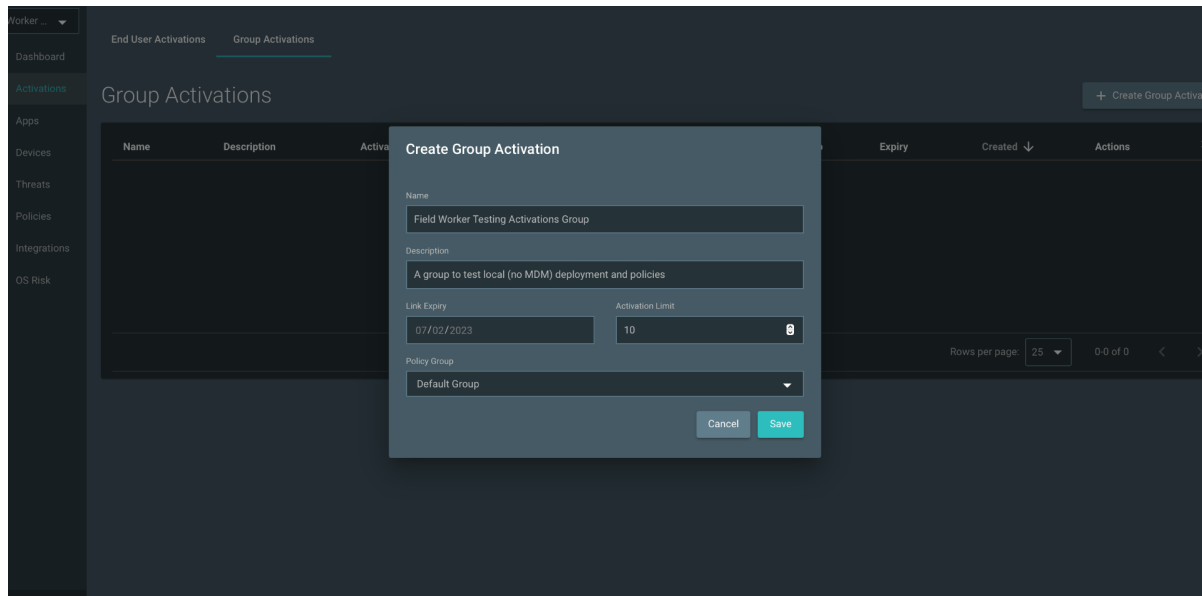 Worker ...
End User Activations
Group Activations
Dashboard
Activations
Apps
Devices
Threats
Policies
Integrations
OS Risk
Group Activations
+ Create Group Activa
Name
Description
Activa
Expiry
Created
Actions
Create Group Activation
Name
Field Worker Testing Activations Group
Description
A group to test local (no MDM) deployment and policies
Link Expiry
Activation Limit
07/02/2023
10
Policy Group
Default Group
Cancel
Save
Rows per page: 25
0-0 of 0